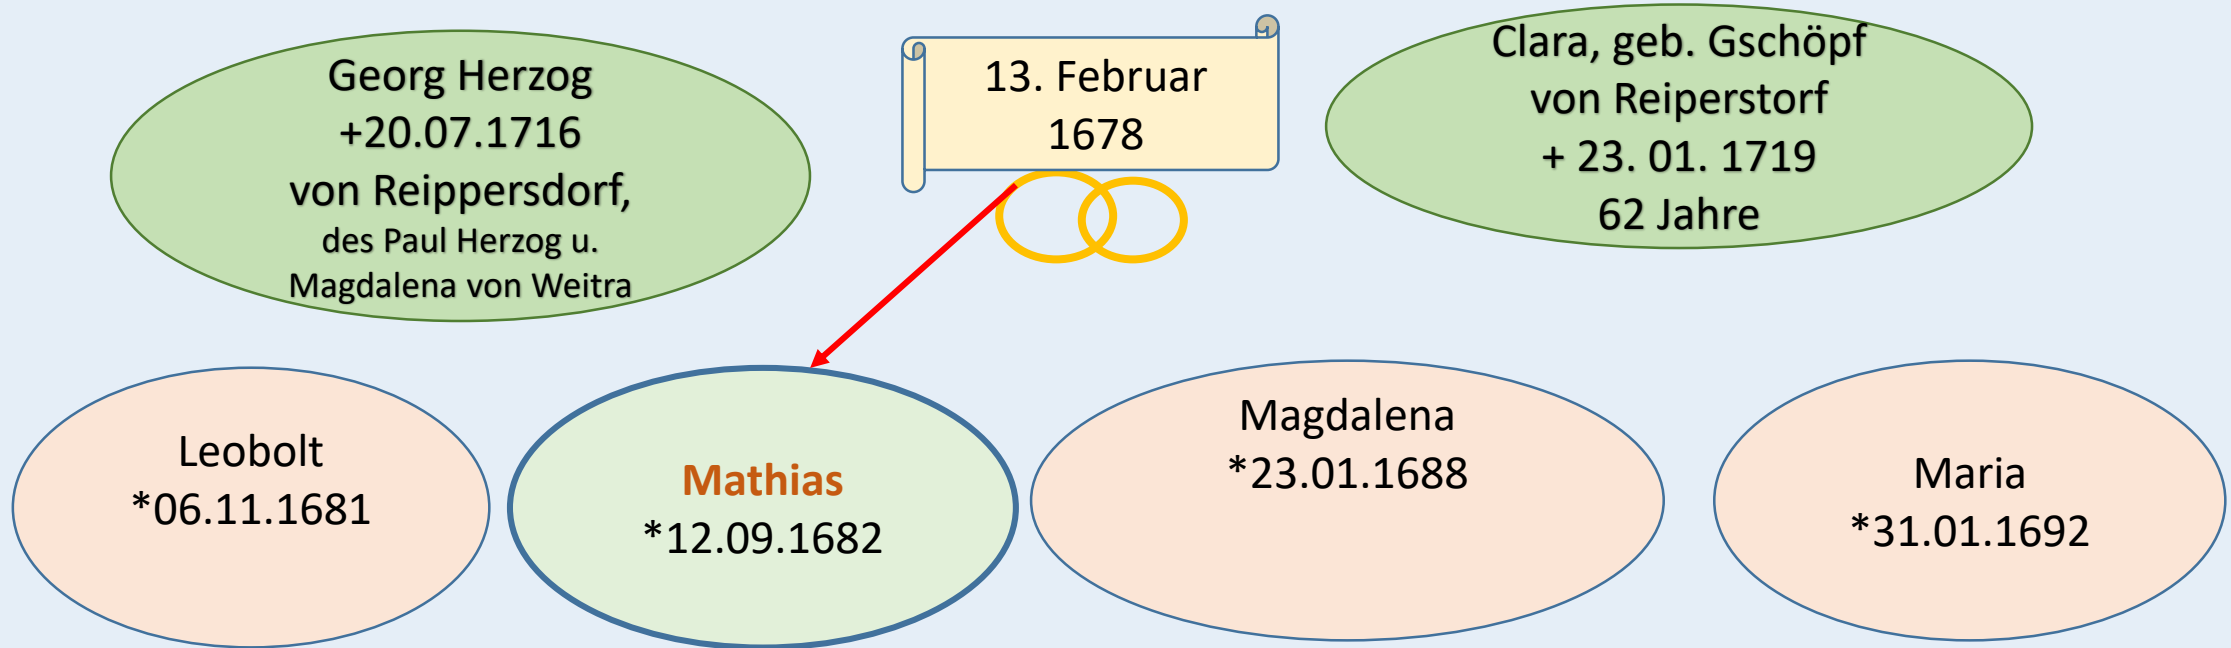 Georg Herzog
+20.07.1716
von Reippersdorf,
des Paul Herzog u.
Magdalena von Weitra
13. Februar
1678
Clara, geb. Gschöpf
von Reiperstorf
+ 23. 01. 1719
62 Jahre
Leobolt
*06.11.1681
Mathias
*12.09.1682
Magdalena
*23.01.1688
Maria
*31.01.1692